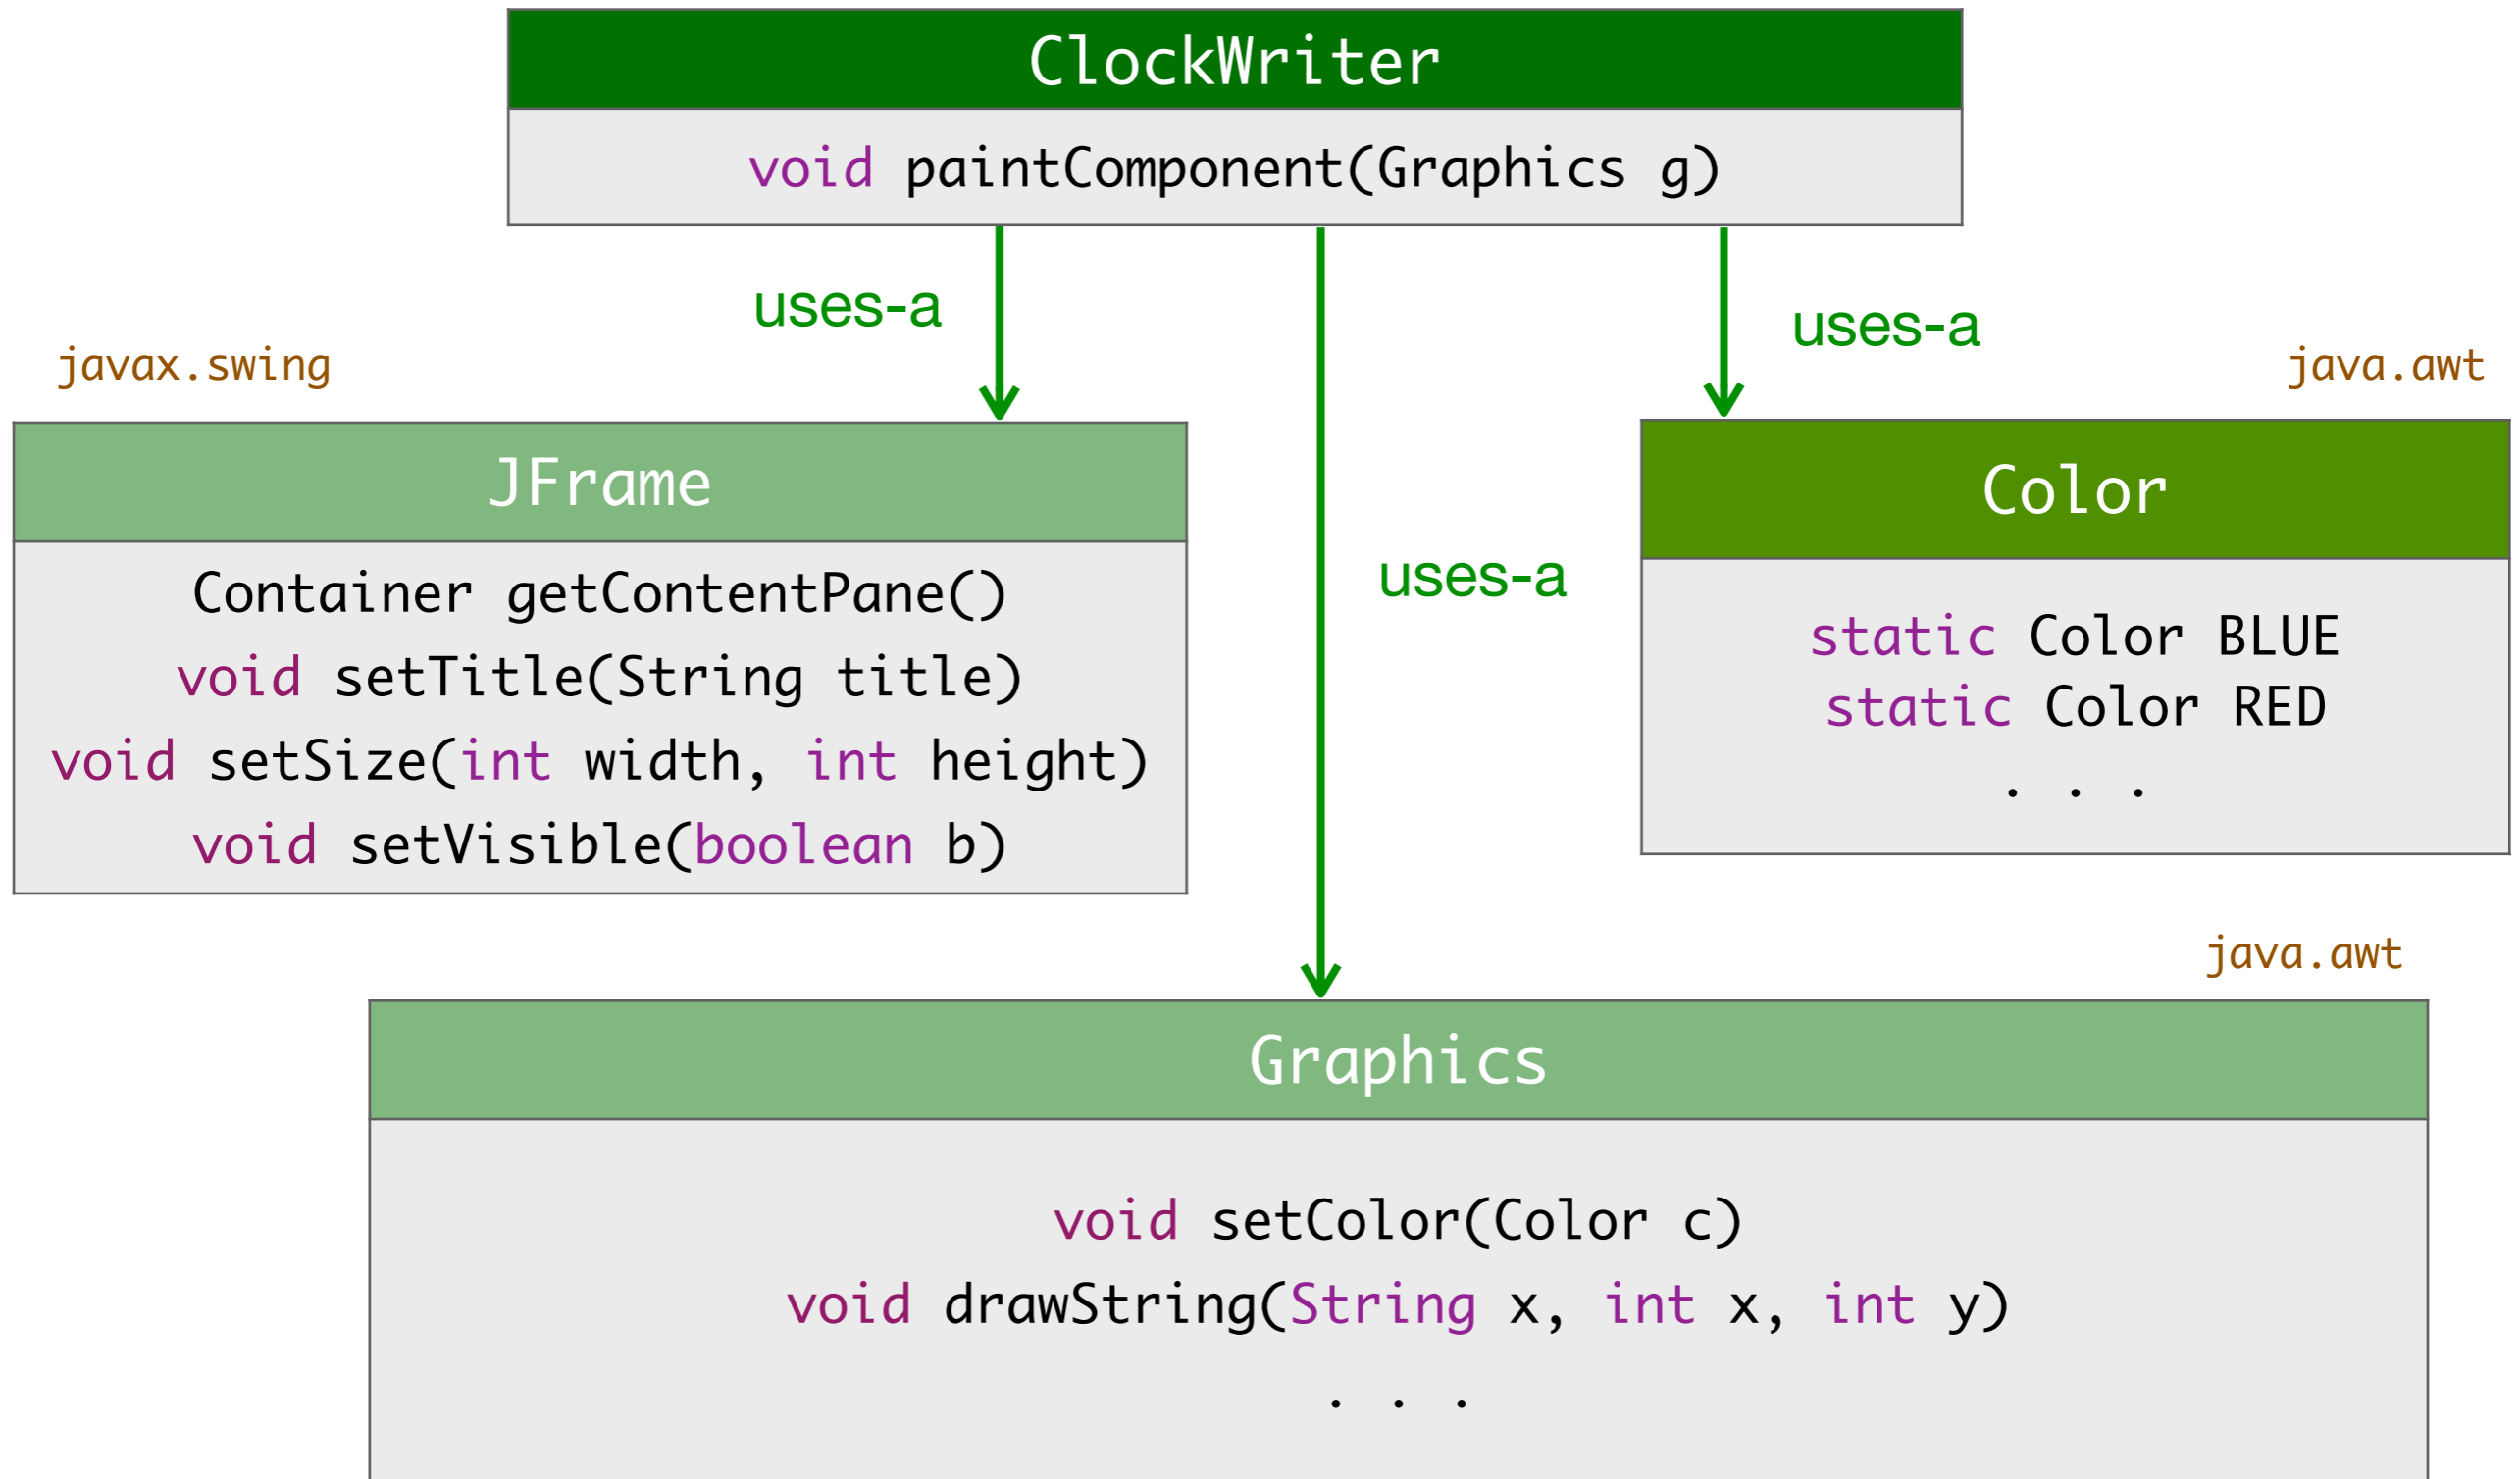 ClockWriter
void paintComponent(Graphics g)
uses-a
uses-a
javax.swing
java.awt
JFrame
Container getContentPane()
void setTitle(String title)
void setSize(int width, int height)
void setVisible(boolean b)
uses-a
Color
static Color BLUE
static Color RED
. . .
java.awt
Graphics
void setColor(Color c)
void drawString(String x, int x, int y)
. . .